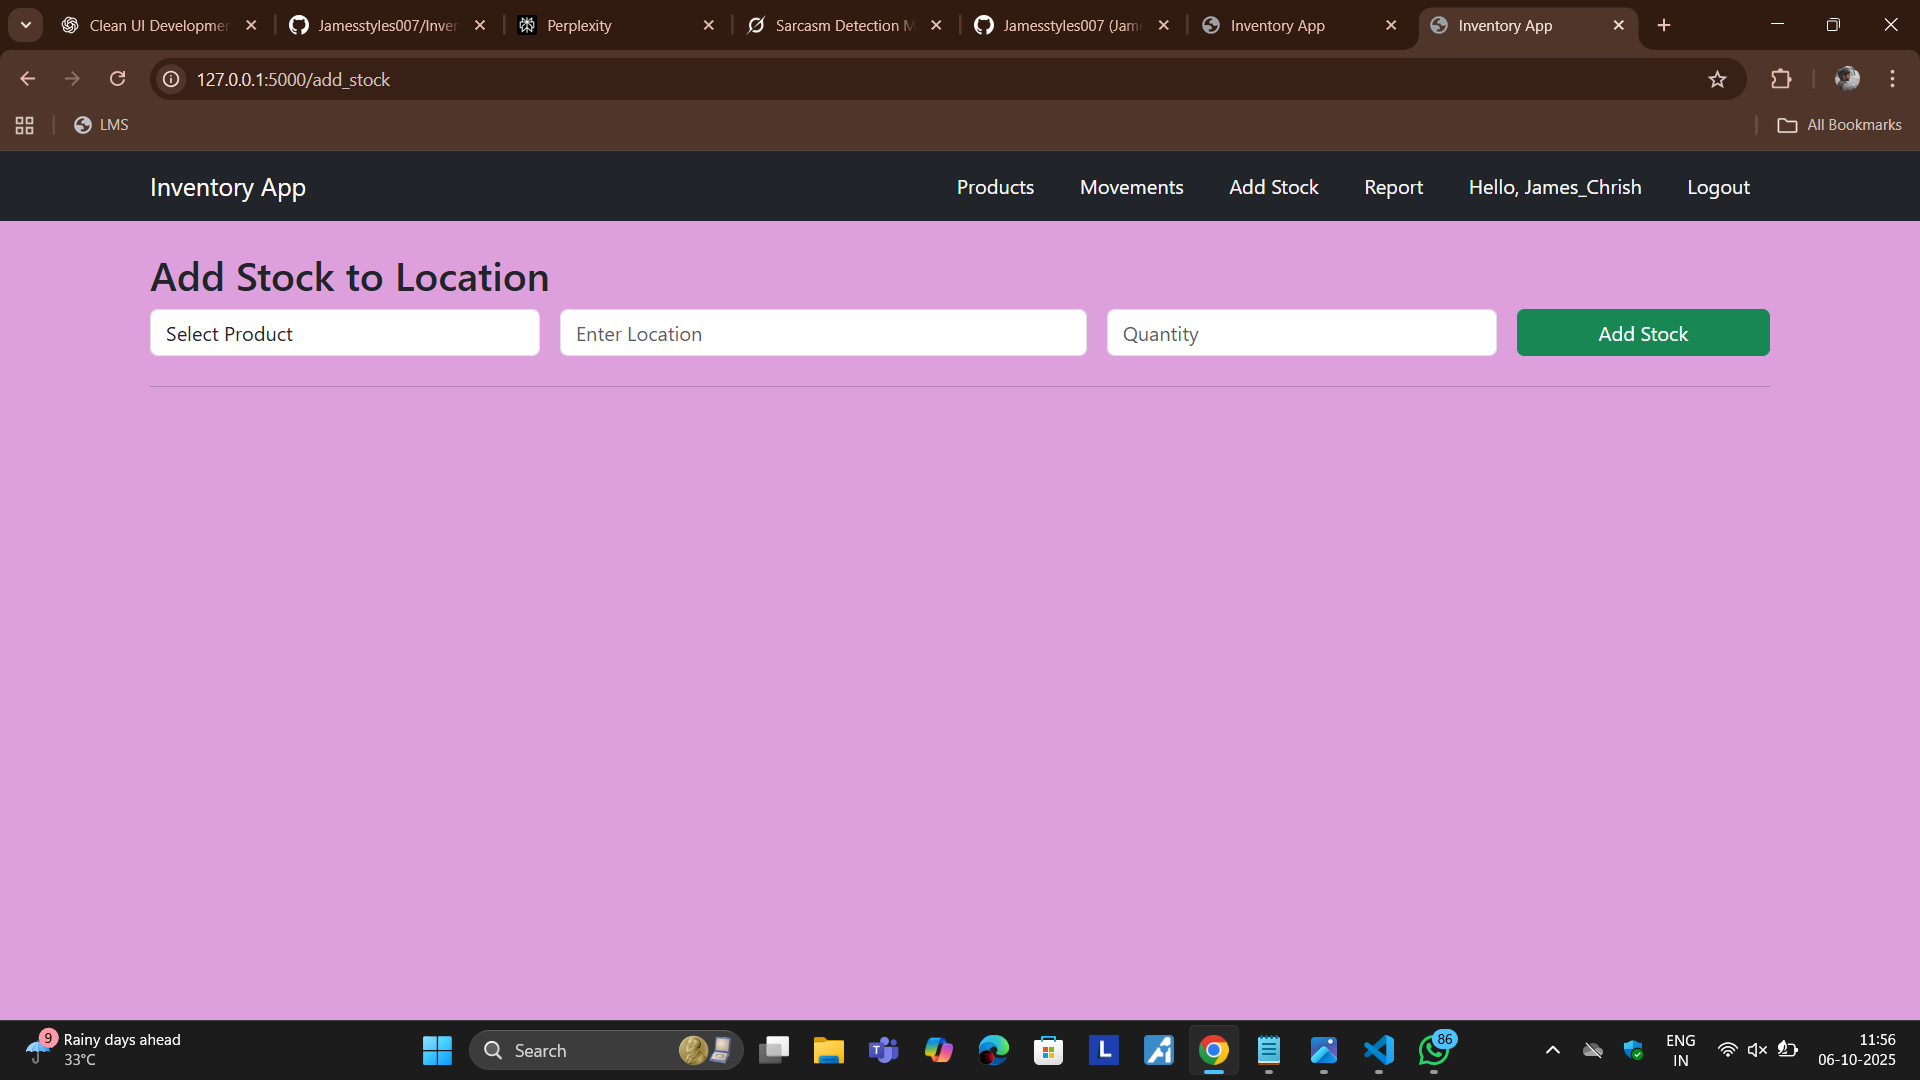 Clean UI Developmen
Jamesstyles007/Inver
Perplexity
Sarcasm Detection M
Jamesstyles007 (Jam
Inventory App
Inventory App
127.0.0.1:5000/add_stock
LMS
All Bookmarks
Inventory App
Products
Movements
Add Stock
Report
Hello, James_Chrish
Logout
Add Stock to Location
Select Product
Enter Location
Quantity
Add Stock
9
Rainy days ahead
33°C
Search
T
L
86
ENG
IN
11:56
06-10-2025